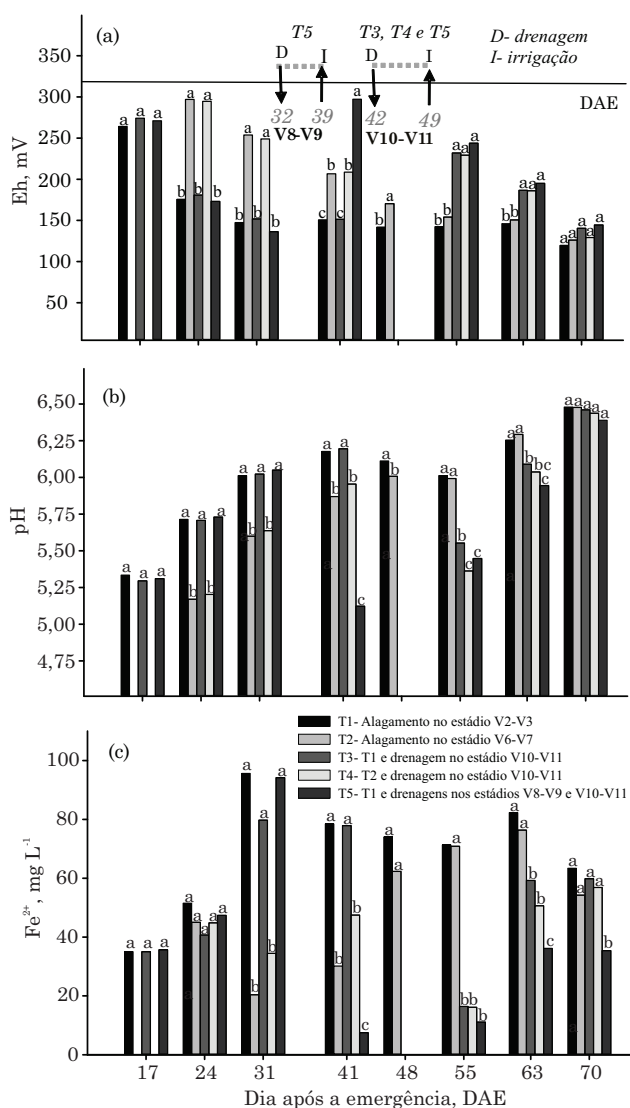 (a)
T5
T3, T4 e T5
D- drenagem
I- irrigação
D I D I
DAE
32 39 42 49
V8-V9 V10-V11
Eh, mV
300
250
200
150
100
50
a a a
b a b a b
b a b a b
c b c b a
b a
b b a a a
b b a a a
a a a a a
(b)
pH
6,50
6,25
6,00
5,75
5,50
5,25
5,00
4,75
a a a
a b a b a
a b a b a
a b a b c
a b
a a b c c
a a b bc c
a a a a a
(c)
T1- Alagamento no estádio V2-V3
T2- Alagamento no estádio V6-V7
T3- T1 e drenagem no estádio V10-V11
T4- T2 e drenagem no estádio V10-V11
T5- T1 e drenagens nos estádios V8-V9 e V10-V11
Fe²⁺, mg L⁻¹
100
80
60
40
20
0
a a a
a a a a a
a b a b a
a b a b c
a a
a a b b b
a a b b c
a a a a b
17 24 31 41 48 55 63 70
Dia após a emergência, DAE